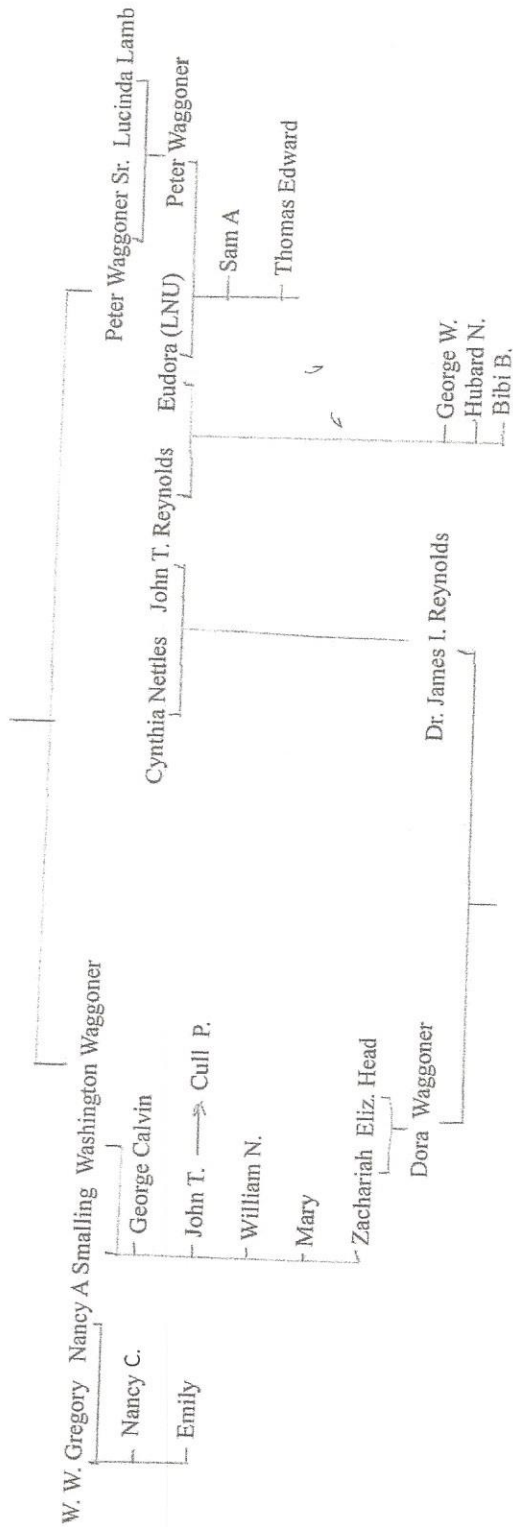 W. W. Gregory Nancy A Smalling Washington Waggoner
Peter Waggoner Sr. Lucinda Lamb
Nancy C.
Emily
George Calvin
John T. Cull P.
William N.
Mary
Zachariah Eliz. Head
Dora Waggoner
Cynthia Nettles John T. Reynolds Eudora (LNU) Peter Waggoner
Sam A
Thomas Edward
Dr. James I. Reynolds
George W.
Hubard N.
Bibi B.